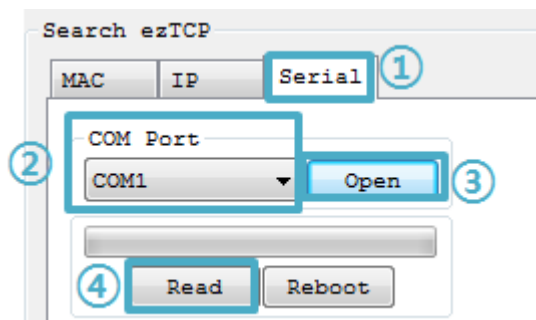 Search ezTCP
MAC IP Serial ①
COM Port
② COM1 Open ③
④ Read Reboot